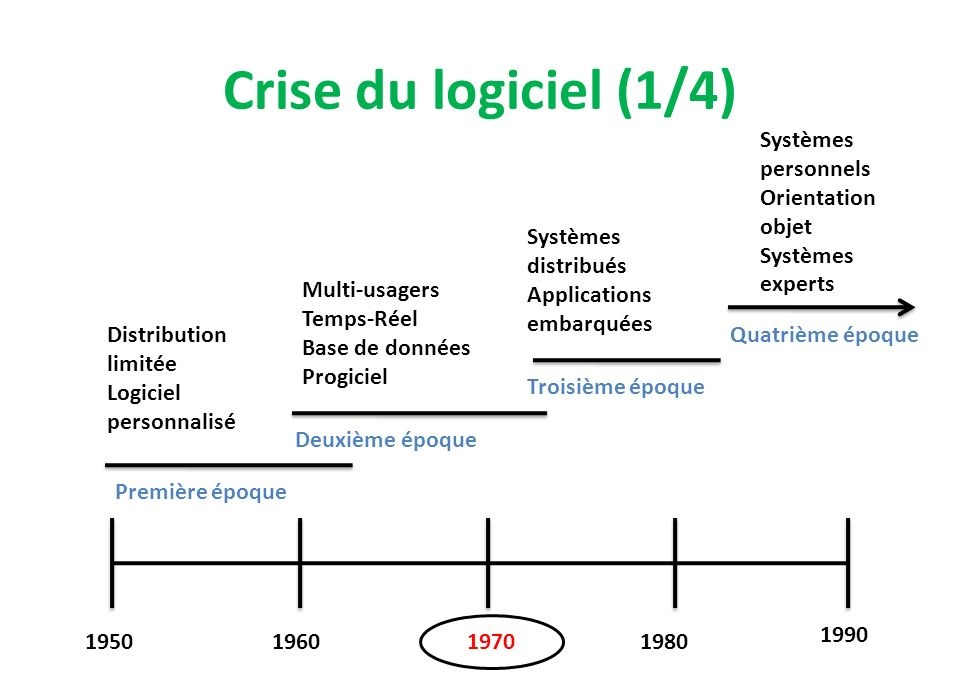 Crise du logiciel (1/4)
Distribution
limitée
Logiciel
personnalisé
Première époque
Multi-usagers
Temps-Réel
Base de données
Progiciel
Deuxième époque
Systèmes
distribués
Applications
embarquées
Troisième époque
Systèmes
personnels
Orientation
objet
Systèmes
experts
Quatrième époque
1950
1960
1970
1980
1990